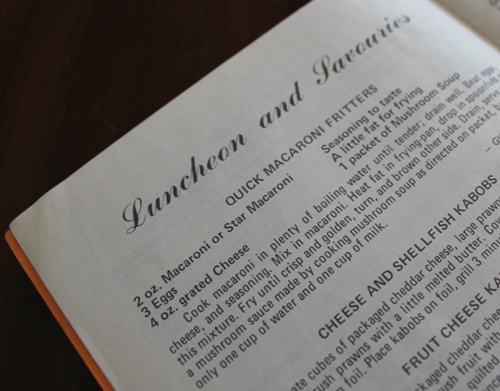 Luncheon and Savouries
QUICK MACARONI FRITTERS
2 oz. Macaroni or Star Macaroni
3 Eggs
4 oz. grated Cheese
Seasoning to taste
A little fat for frying
1 packet of Mushroom Soup
Cook macaroni in plenty of boiling water until tender; drain well. Beat eggs,
cheese, and seasoning. Mix in macaroni. Heat fat in frying-pan, drop in spoonfuls
this mixture. Fry until crisp and golden, turn, and brown other side. Drain, serve
a mushroom sauce made by cooking mushroom soup as directed on packet
only one cup of water and one cup of milk.
CHEESE AND SHELLFISH KABOBS
cubes of packaged cheddar cheese, large prawns
prawns with a little melted butter.
foil. Place kabobs on foil, grill 3
FRUIT CHEESE
cheddar
fruit